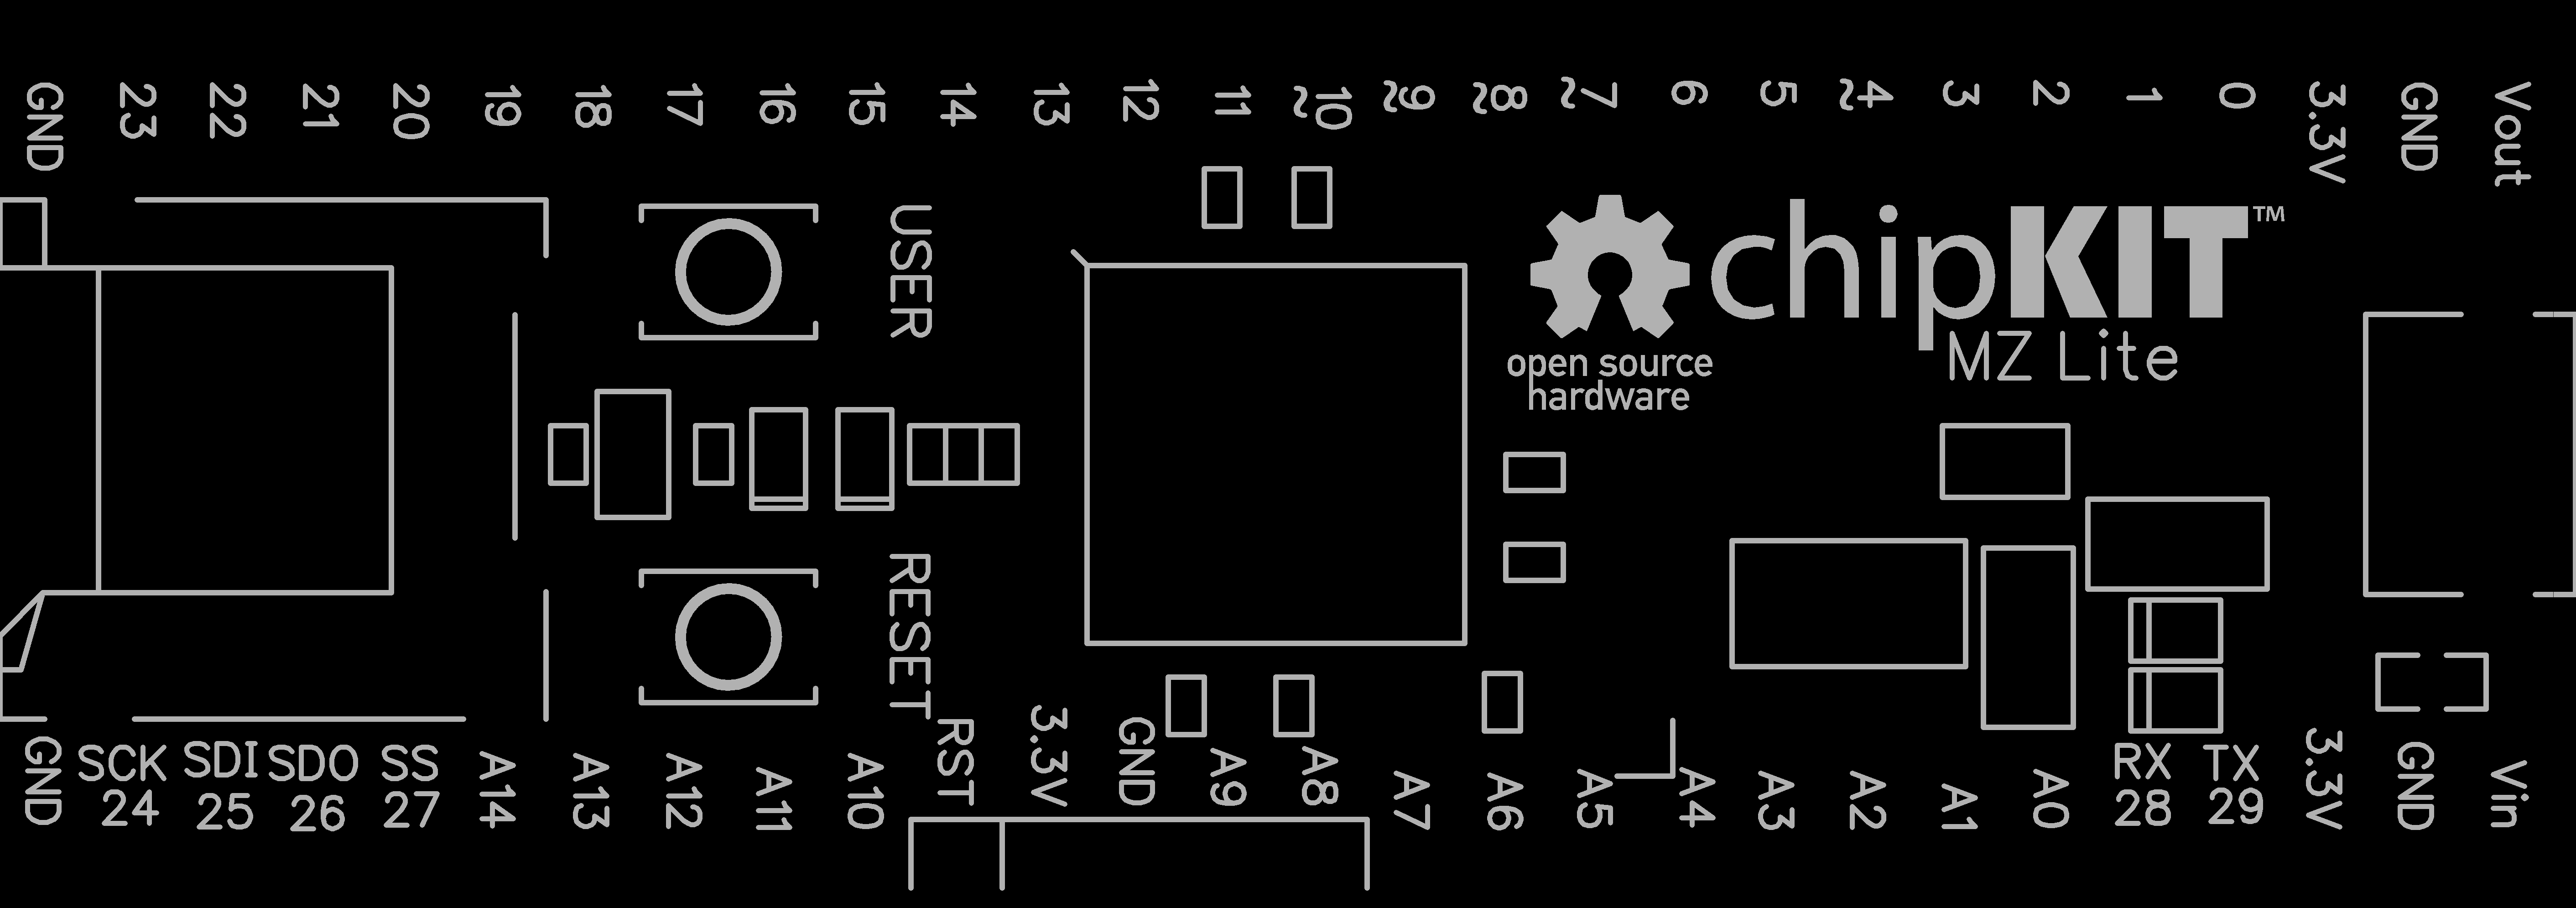 GND
23
22
21
20
19
18
17
16
15
14
13
12
11
~10
~9
~8
~7
6
5
~4
3
2
1
0
3.3V
GND
Vout
USER
open source
hardware
chipKIT™
MZ Lite
RESET
GND
SCK
24
SDI
25
SDO
26
SS
27
A14
A13
A12
A11
A10
RST
3.3V
GND
A9
A8
A7
A6
A5
A4
A3
A2
A1
A0
RX
28
TX
29
3.3V
GND
Vin